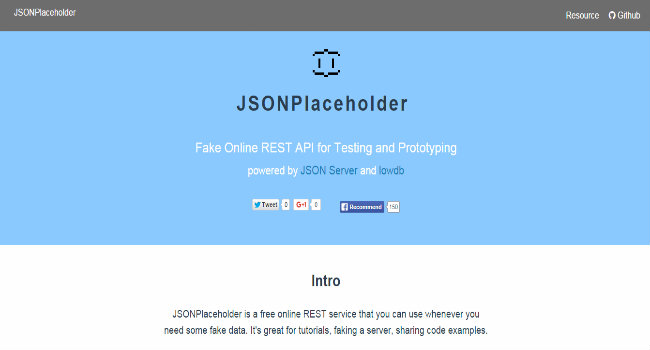 JSONPlaceholder
Resource Github
JSONPlaceholder
Fake Online REST API for Testing and Prototyping
powered by JSON Server and lowdb
Tweet 0 G+1 0 Recommend 150
Intro
JSONPlaceholder is a free online REST service that you can use whenever you
need some fake data. It's great for tutorials, faking a server, sharing code examples.